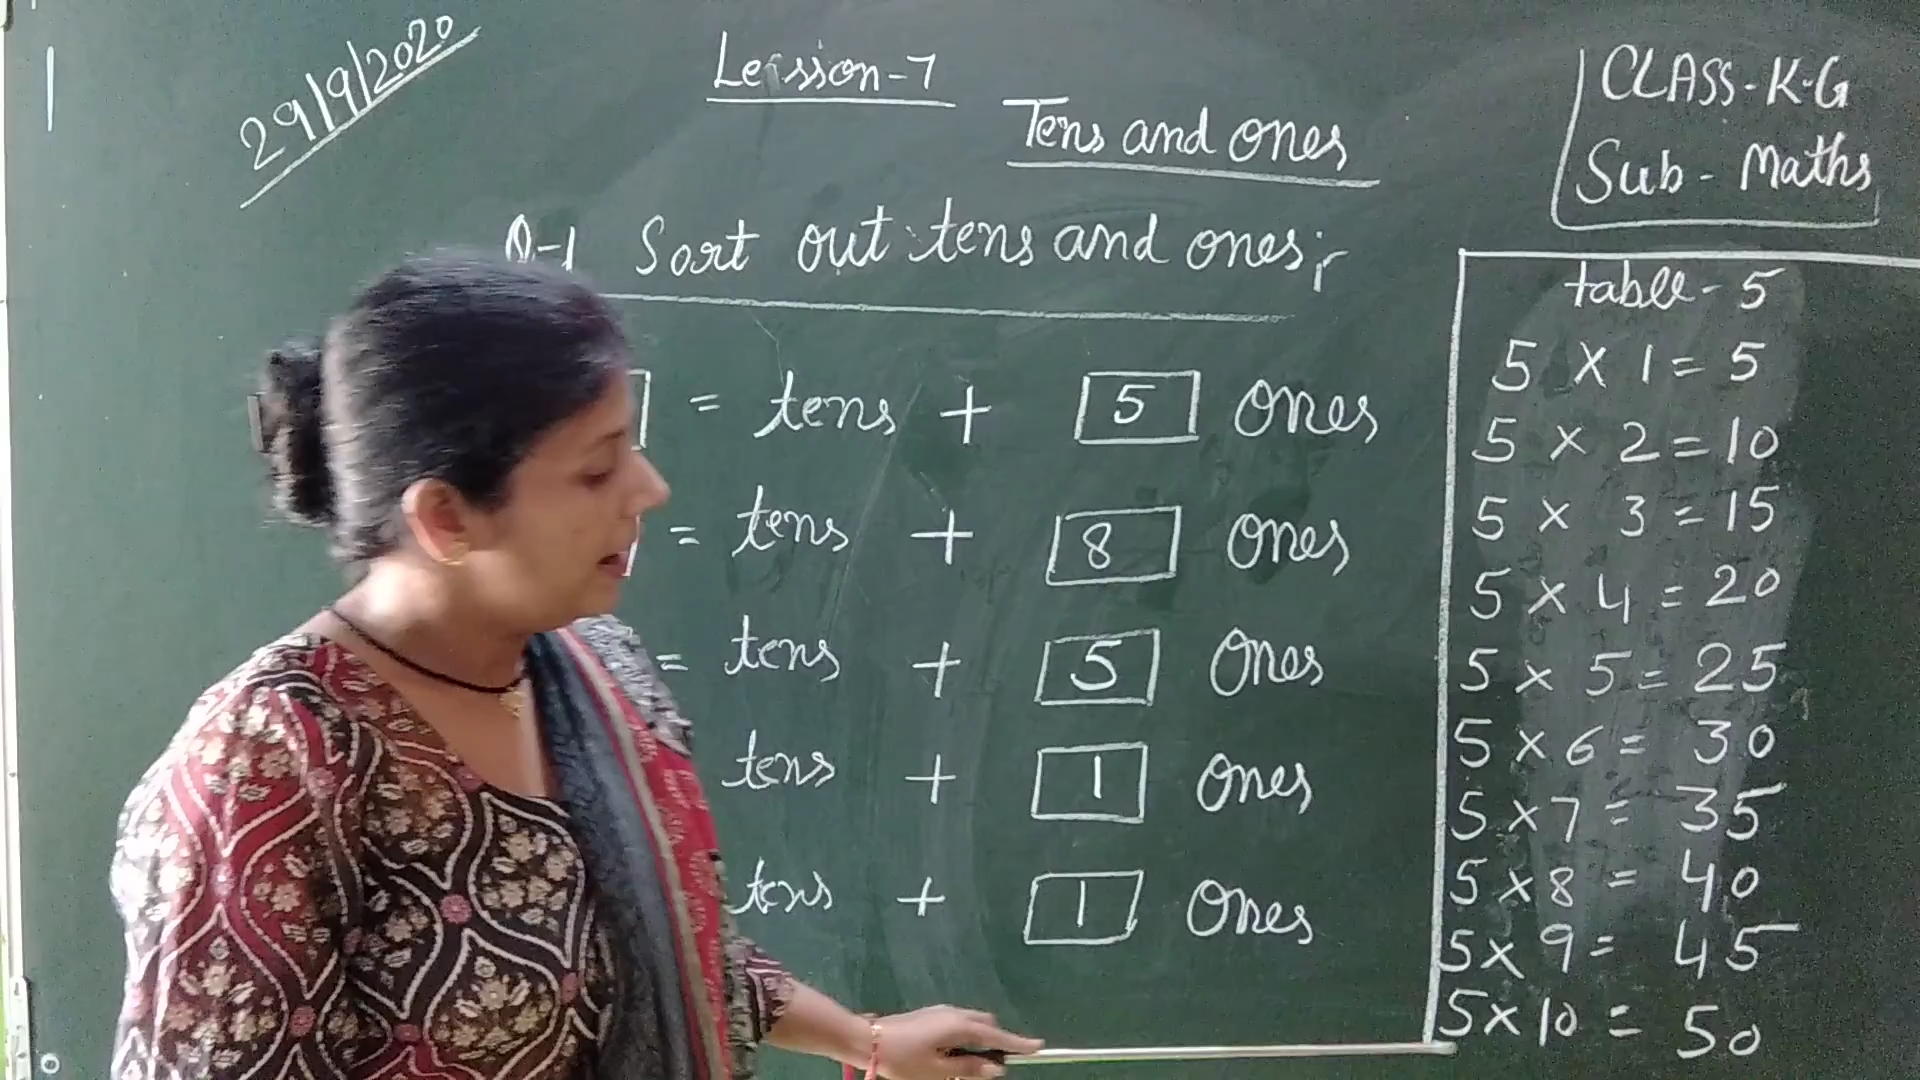 29/9/2020
Lesson-7
Tens and ones
Q-1 Sort out tens and ones;-
= tens + 5 Ones
= tens + 8 Ones
= tens + 5 Ones
tens + 1 Ones
tens + 1 Ones
CLASS-K.G
Sub - Maths
table - 5
5 X 1 = 5
5 X 2 = 10
5 X 3 = 15
5 X 4 = 20
5 X 5 = 25
5 X 6 = 30
5 X 7 = 35
5 X 8 = 40
5 X 9 = 45
5 X 10 = 50